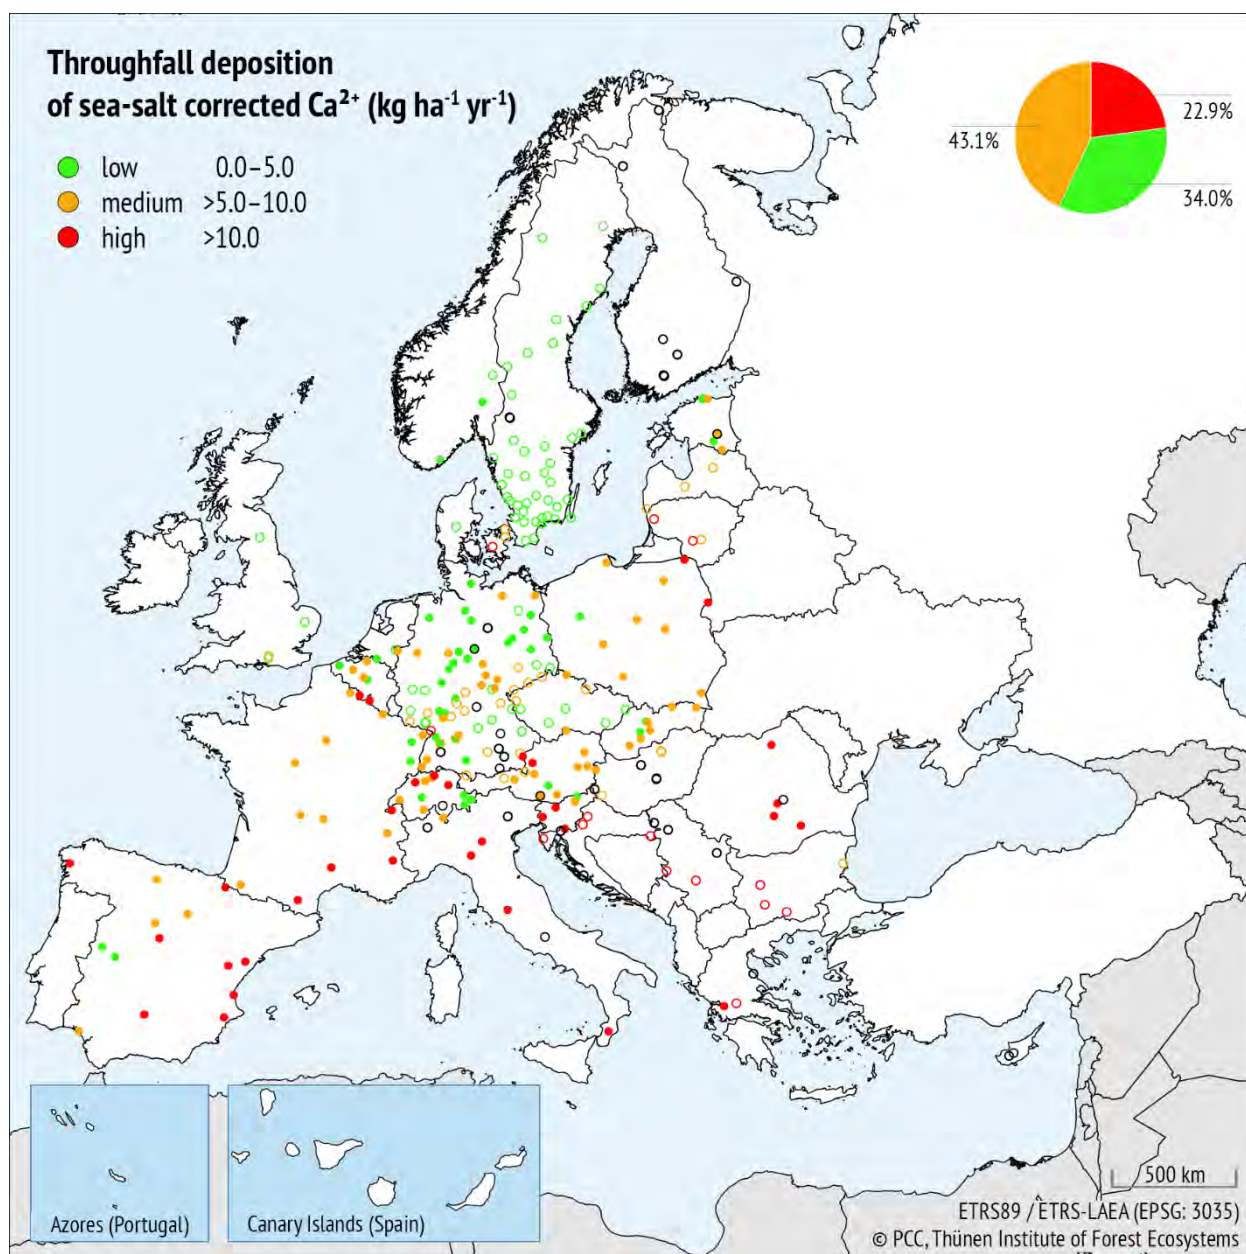 Throughfall deposition
of sea-salt corrected Ca²⁺ (kg ha⁻¹ yr⁻¹)
low 0.0–5.0
medium >5.0–10.0
high >10.0
22.9%
43.1%
34.0%
500 km
Azores (Portugal)
Canary Islands (Spain)
ETRS89 / ETRS-LAEA (EPSG: 3035)
© PCC, Thünen Institute of Forest Ecosystems